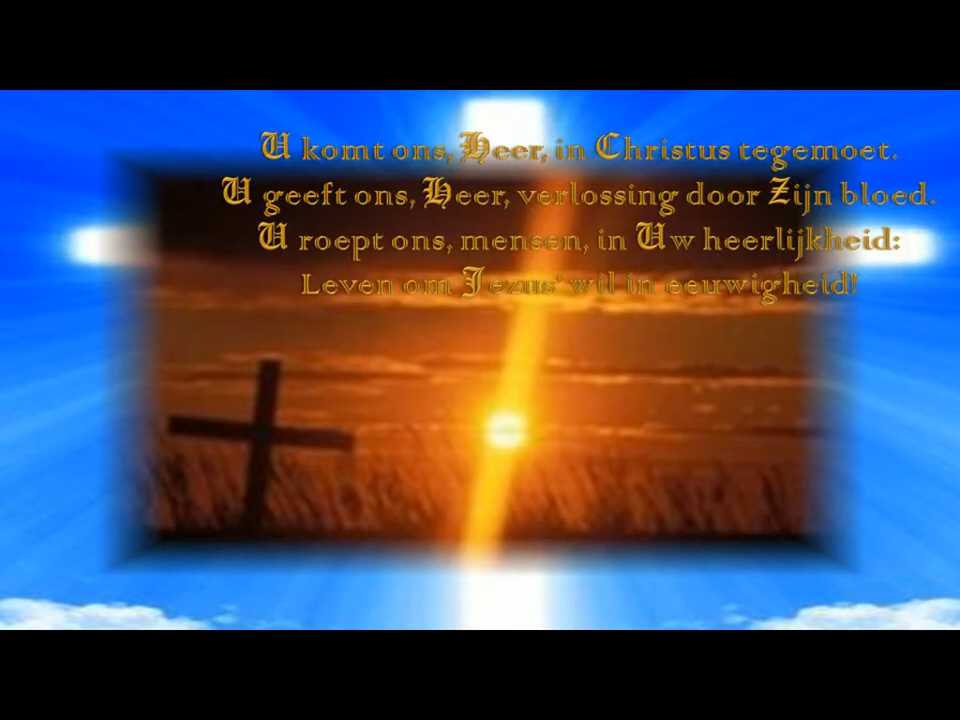 U komt ons, Heer, in Christus tegemoet.
U geeft ons, Heer, verlossing door Zijn bloed.
U roept ons, mensen, in Uw heerlijkheid:
Leven om Jezus' wil in eeuwigheid!